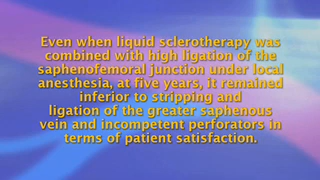 Even when liquid sclerotherapy was
combined with high ligation of the
saphenofemoral junction under local
anesthesia, at five years, it remained
inferior to stripping and
ligation of the greater saphenous
vein and incompetent perforators in
terms of patient satisfaction.